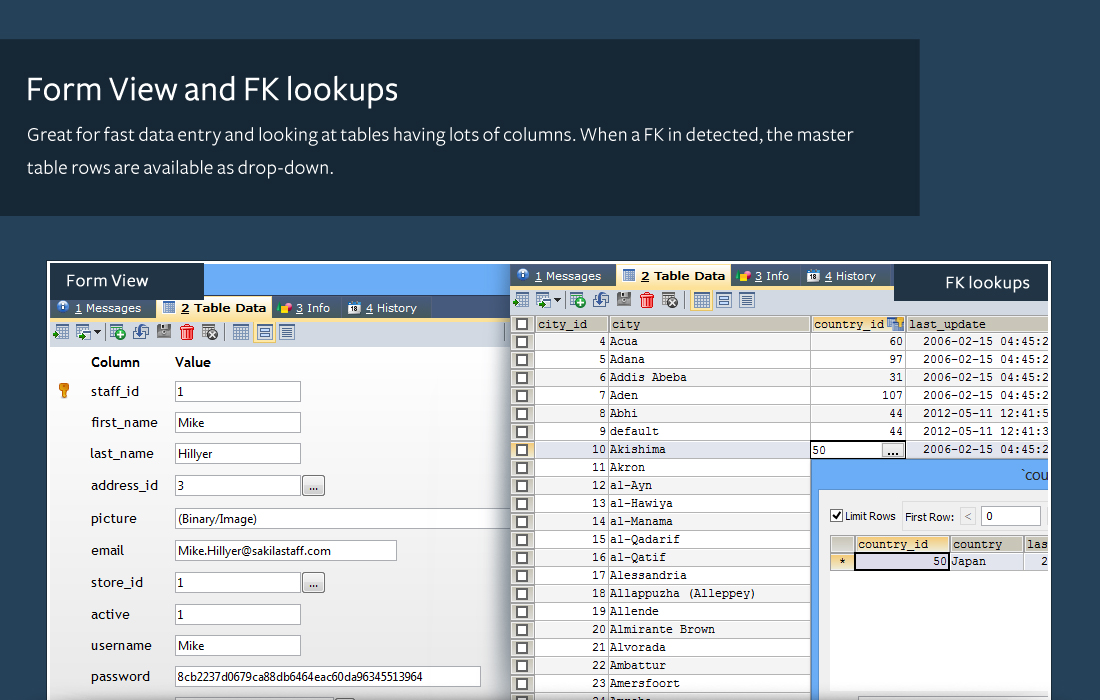 Form View and FK lookups
Great for fast data entry and looking at tables having lots of columns. When a FK in detected, the master
table rows are available as drop-down.
Form View
1 Messages 2 Table Data 3 Info 4 History
Column Value
staff_id 1
first_name Mike
last_name Hillyer
address_id 3 ...
picture (Binary/Image)
email Mike.Hillyer@sakilastaff.com
store_id 1 ...
active 1
username Mike
password 8cb2237d0679ca88db6464eac60da96345513964
FK lookups
1 Messages 2 Table Data 3 Info 4 History
city_id city country_id last_update
4 Acua 60 2006-02-15 04:45:2
5 Adana 97 2006-02-15 04:45:2
6 Addis Abeba 31 2006-02-15 04:45:2
7 Aden 107 2006-02-15 04:45:2
8 Abhi 44 2012-05-11 12:41:5
9 default 44 2012-05-11 12:41:3
10 Akishima 50 ... 2006-02-15 04:45:2
11 Akron
12 al-Ayn
13 al-Hawiya
14 al-Manama
15 al-Qadarif
16 al-Qatif
17 Alessandria
18 Allappuzha (Alleppey)
19 Allende
20 Almirante Brown
21 Alvorada
22 Ambattur
23 Amersfoort
`cou
Limit Rows First Row: < 0
country_id country las
* 50 Japan 2